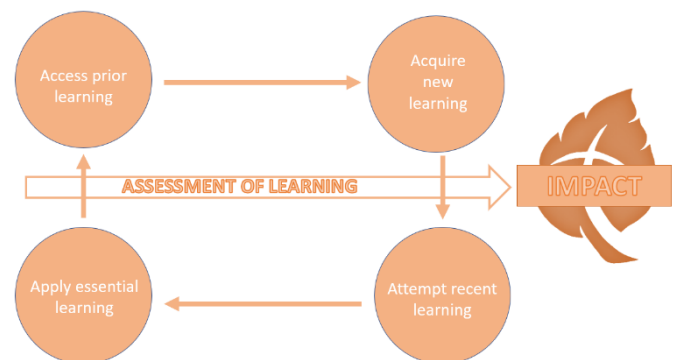 Access prior
learning
Acquire
new
learning
ASSESSMENT OF LEARNING
IMPACT
Apply essential
learning
Attempt recent
learning